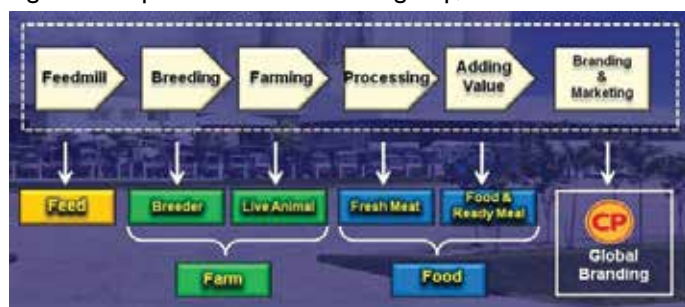 Feedmill
Breeding
Farming
Processing
Adding
Value
Branding
&
Marketing
Feed
Breeder
Live Animal
Fresh Meat
Food &
Ready Meal
CP
Global
Branding
Farm
Food